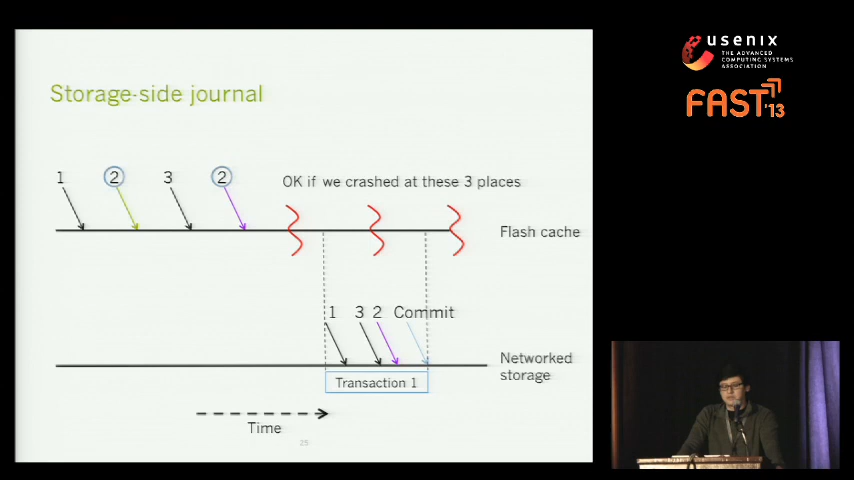 Storage-side journal
1 2 3 2
OK if we crashed at these 3 places
Flash cache
1 3 2 Commit
Networked
storage
Transaction 1
Time
25
usenix
THE ADVANCED
COMPUTING SYSTEMS
ASSOCIATION
FAST '13